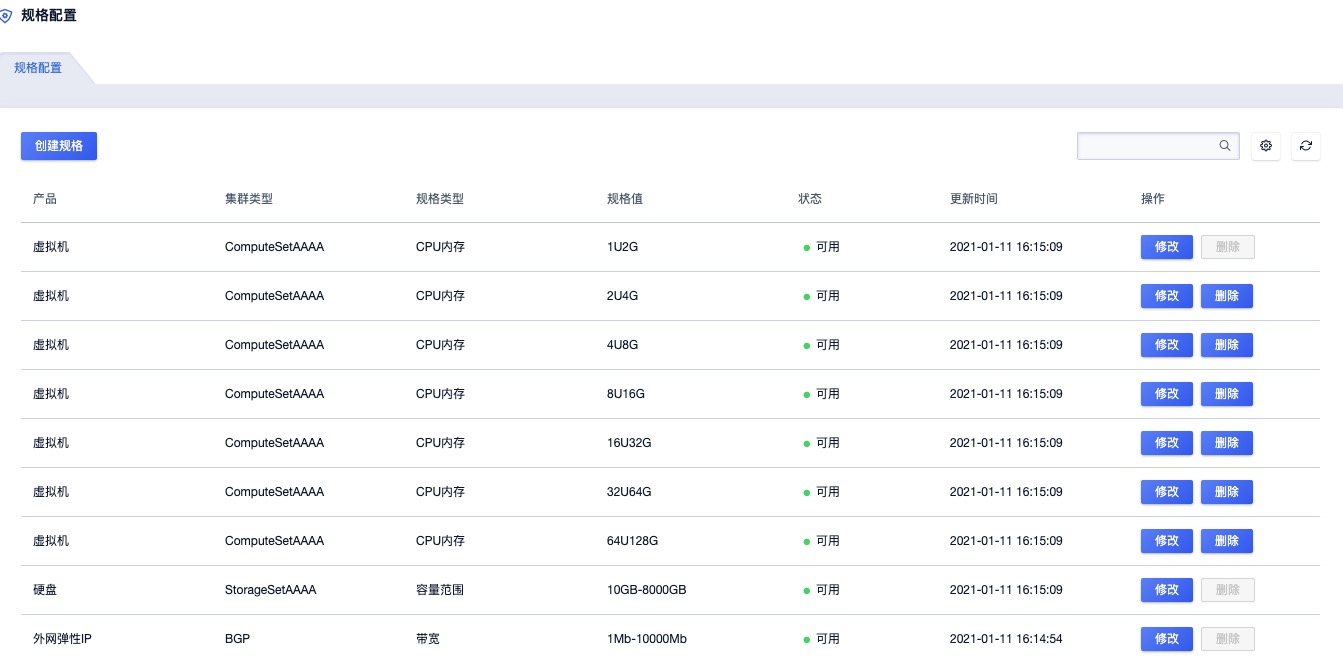 规格配置
规格配置
创建规格
产品 集群类型 规格类型 规格值 状态 更新时间 操作
虚拟机 ComputeSetAAAA CPU内存 1U2G 可用 2021-01-11 16:15:09 修改 删除
虚拟机 ComputeSetAAAA CPU内存 2U4G 可用 2021-01-11 16:15:09 修改 删除
虚拟机 ComputeSetAAAA CPU内存 4U8G 可用 2021-01-11 16:15:09 修改 删除
虚拟机 ComputeSetAAAA CPU内存 8U16G 可用 2021-01-11 16:15:09 修改 删除
虚拟机 ComputeSetAAAA CPU内存 16U32G 可用 2021-01-11 16:15:09 修改 删除
虚拟机 ComputeSetAAAA CPU内存 32U64G 可用 2021-01-11 16:15:09 修改 删除
虚拟机 ComputeSetAAAA CPU内存 64U128G 可用 2021-01-11 16:15:09 修改 删除
硬盘 StorageSetAAAA 容量范围 10GB-8000GB 可用 2021-01-11 16:15:09 修改 删除
外网弹性IP BGP 带宽 1Mb-10000Mb 可用 2021-01-11 16:14:54 修改 删除